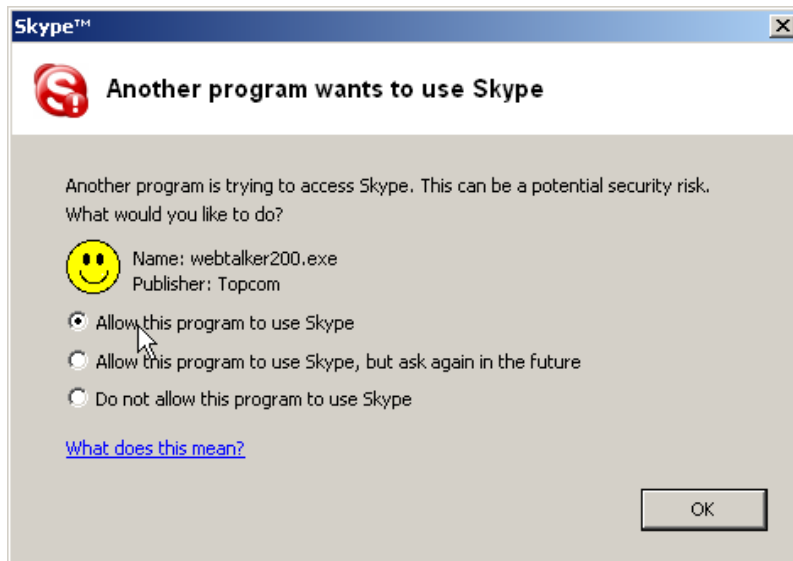 Skype™
Another program wants to use Skype
Another program is trying to access Skype. This can be a potential security risk.
What would you like to do?
Name: webtalker200.exe
Publisher: Topcom
Allow this program to use Skype
Allow this program to use Skype, but ask again in the future
Do not allow this program to use Skype
What does this mean?
OK